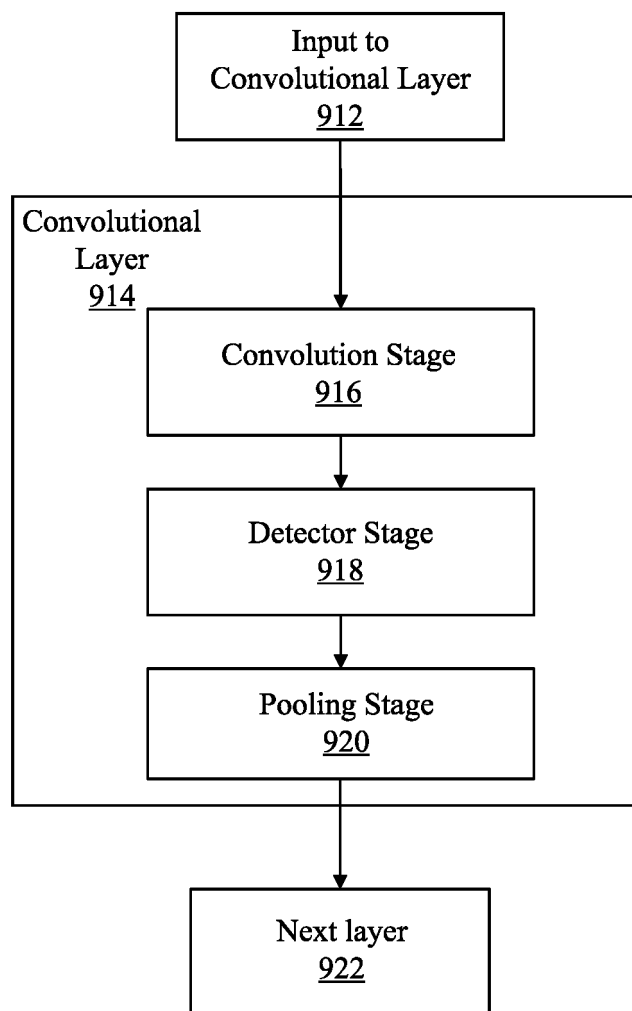 Input to
Convolutional Layer
912
Convolutional
Layer
914
Convolution Stage
916
Detector Stage
918
Pooling Stage
920
Next layer
922